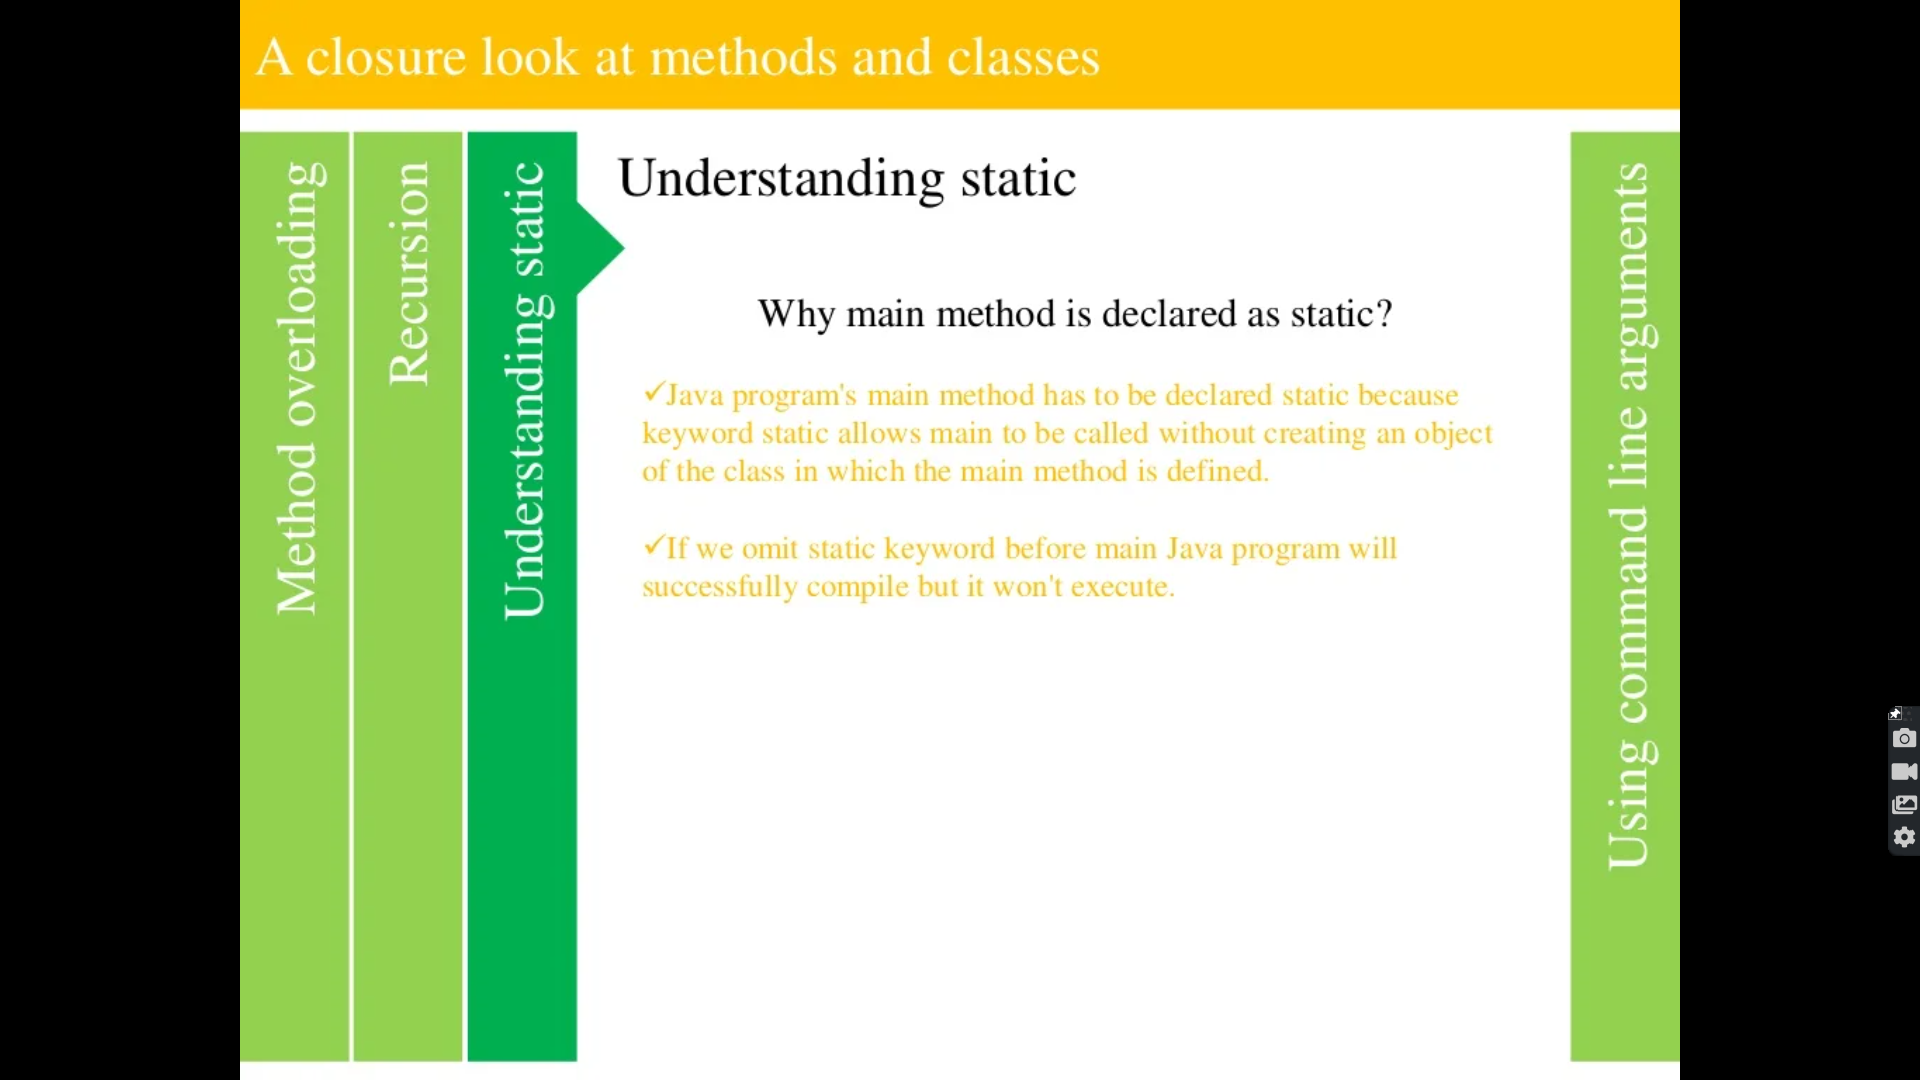 A closure look at methods and classes
Method overloading
Recursion
Understanding static
Understanding static
Why main method is declared as static?
✓Java program's main method has to be declared static because
keyword static allows main to be called without creating an object
of the class in which the main method is defined.
✓If we omit static keyword before main Java program will
successfully compile but it won't execute.
Using command line arguments